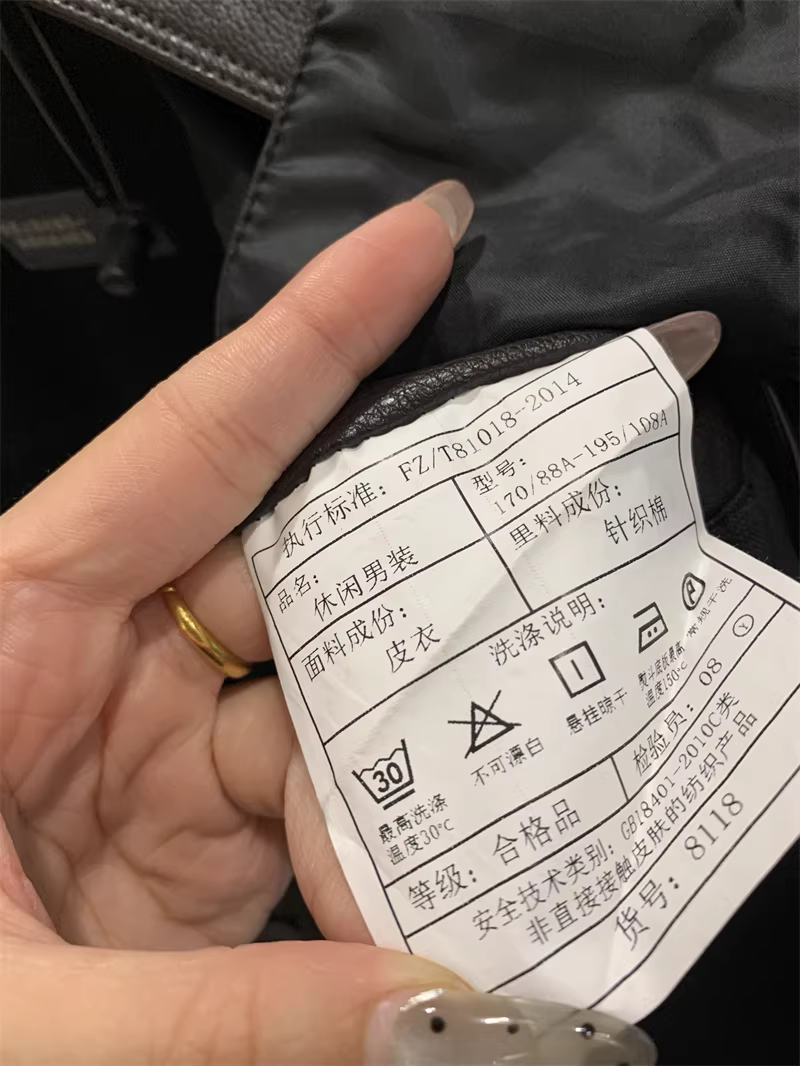 执行标准: FZ/T81018-2014
品名:
休闲男装
型号:
170/88A-195/108A
面料成份:
皮衣
里料成份:
针织棉
洗涤说明:
30
最高洗涤
温度30℃
不可漂白
悬挂晾干
熨斗底板最高
温度150℃
P
常规干洗
等级: 合格品
检验员: 08
Y
安全技术类别: GB18401-2010C类
非直接接触皮肤的纺织产品
货号: 8118